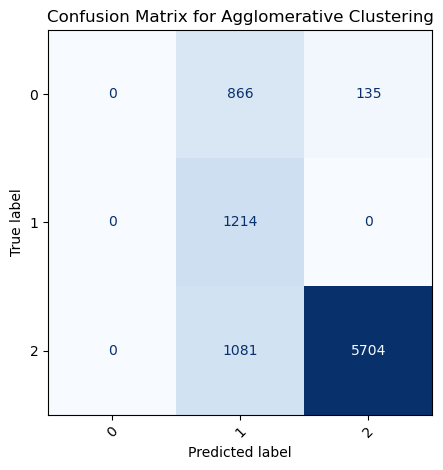 Confusion Matrix for Agglomerative Clustering
True label
0
0 866 135
1
0 1214 0
2
0 1081 5704
0 1 2
Predicted label